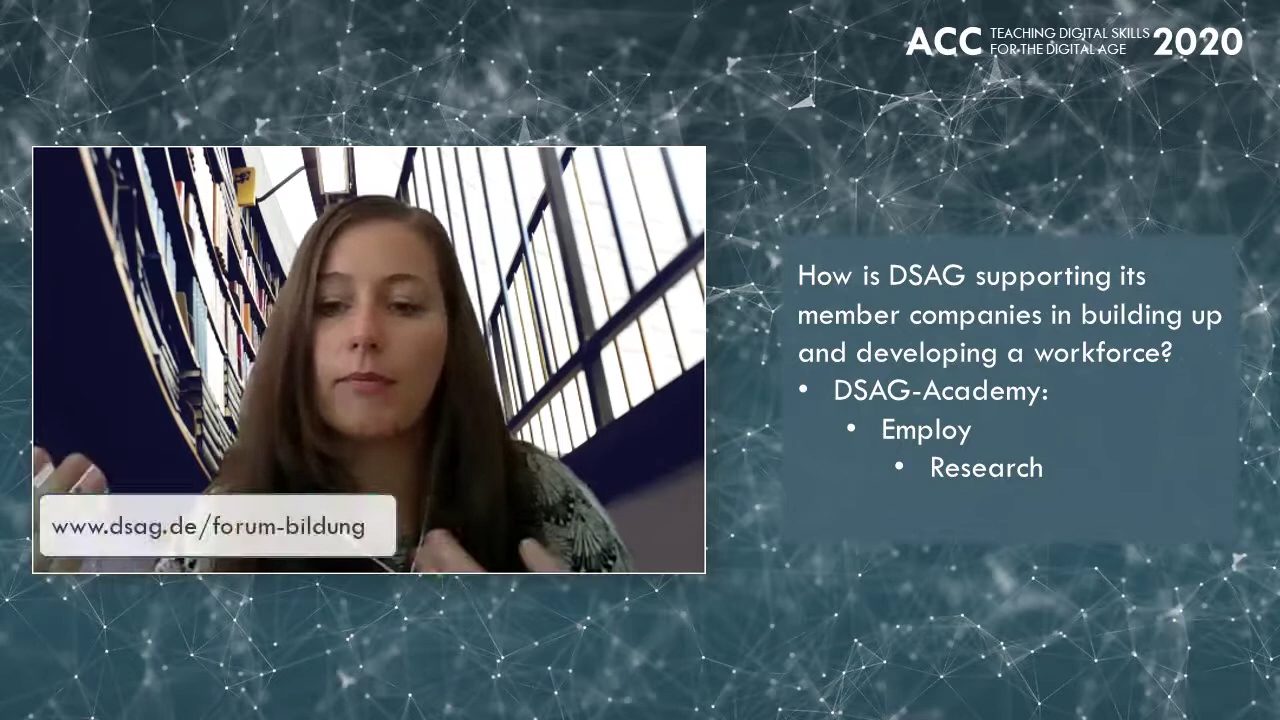 ACC TEACHING DIGITAL SKILLS FOR THE DIGITAL AGE 2020
How is DSAG supporting its
member companies in building up
and developing a workforce?
• DSAG-Academy:
• Employ
• Research
www.dsag.de/forum-bildung